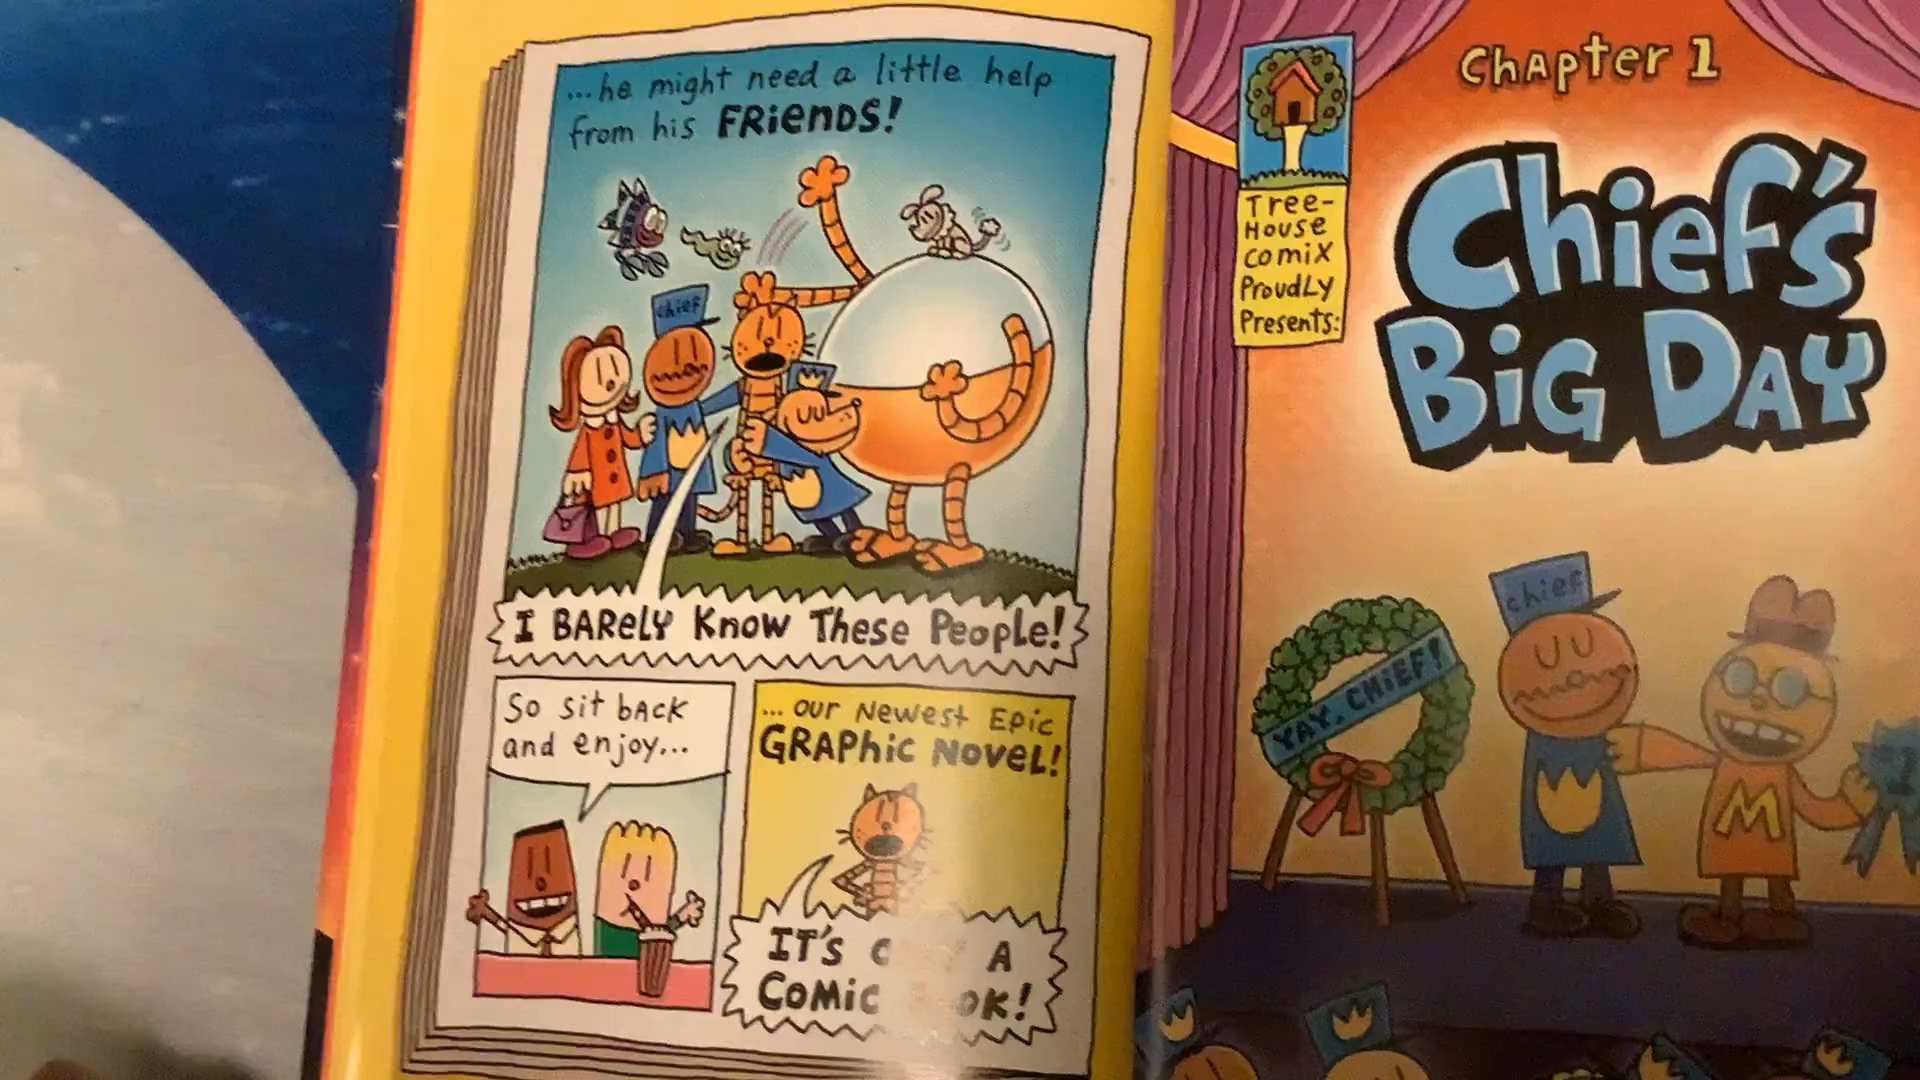 ...he might need a little help
from his FRiENDS!
chief
I BARELY Know These People!
So sit back
and enjoy...
... our Newest Epic
GRAPHic Novel!
IT'S A
Comic
Chapter 1
Tree-
House
comix
Proudly
Presents:
Chief's
BiG DAY
chief
YAY, CHiEF!
M